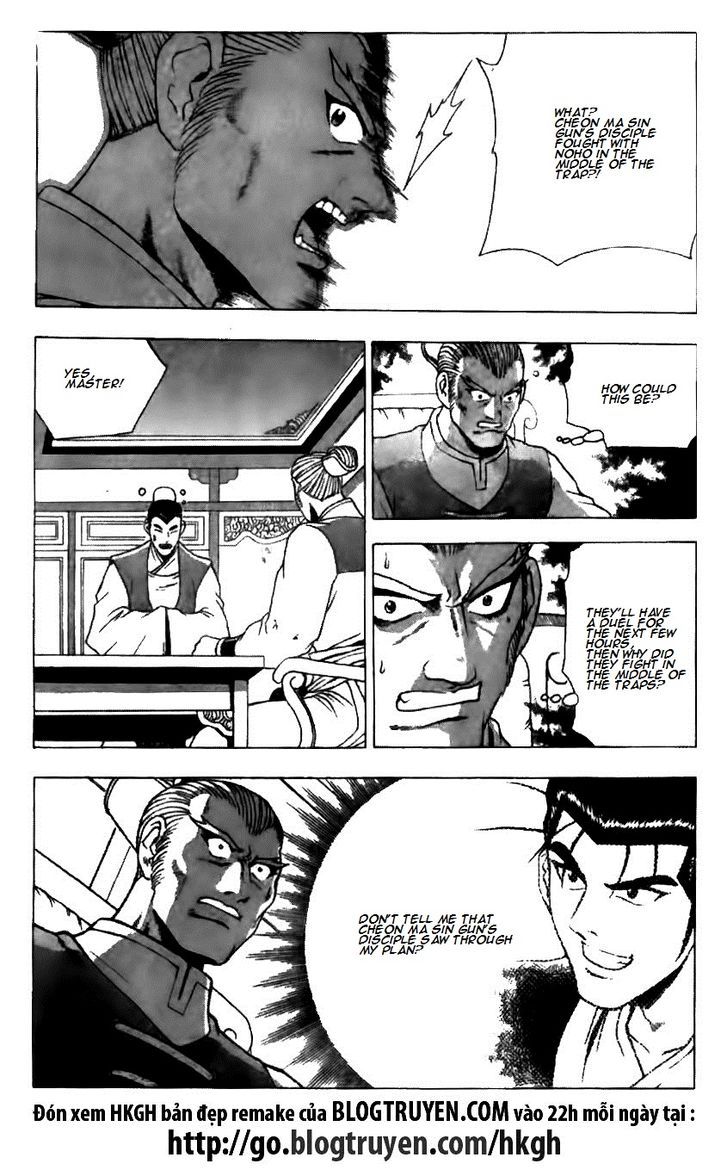 WHAT?
CHEON MA SIN
GUN'S DISCIPLE
FOUGHT WITH
NOHO IN THE
MIDDLE OF THE
TRAP?!
YES,
MASTER!
HOW COULD
THIS BE?
THEY'LL HAVE
A DUEL FOR
THE NEXT FEW
HOURS.
THEN WHY DID
THEY FIGHT IN
THE MIDDLE OF
THE TRAPS?
DON'T TELL ME THAT
CHEON MA SIN GUN'S
DISCIPLE SAW THROUGH
MY PLAN?
Đón xem HKGH bản đẹp remake của BLOGTRUYEN.COM vào 22h mỗi ngày tại :
http://go.blogtruyen.com/hkgh